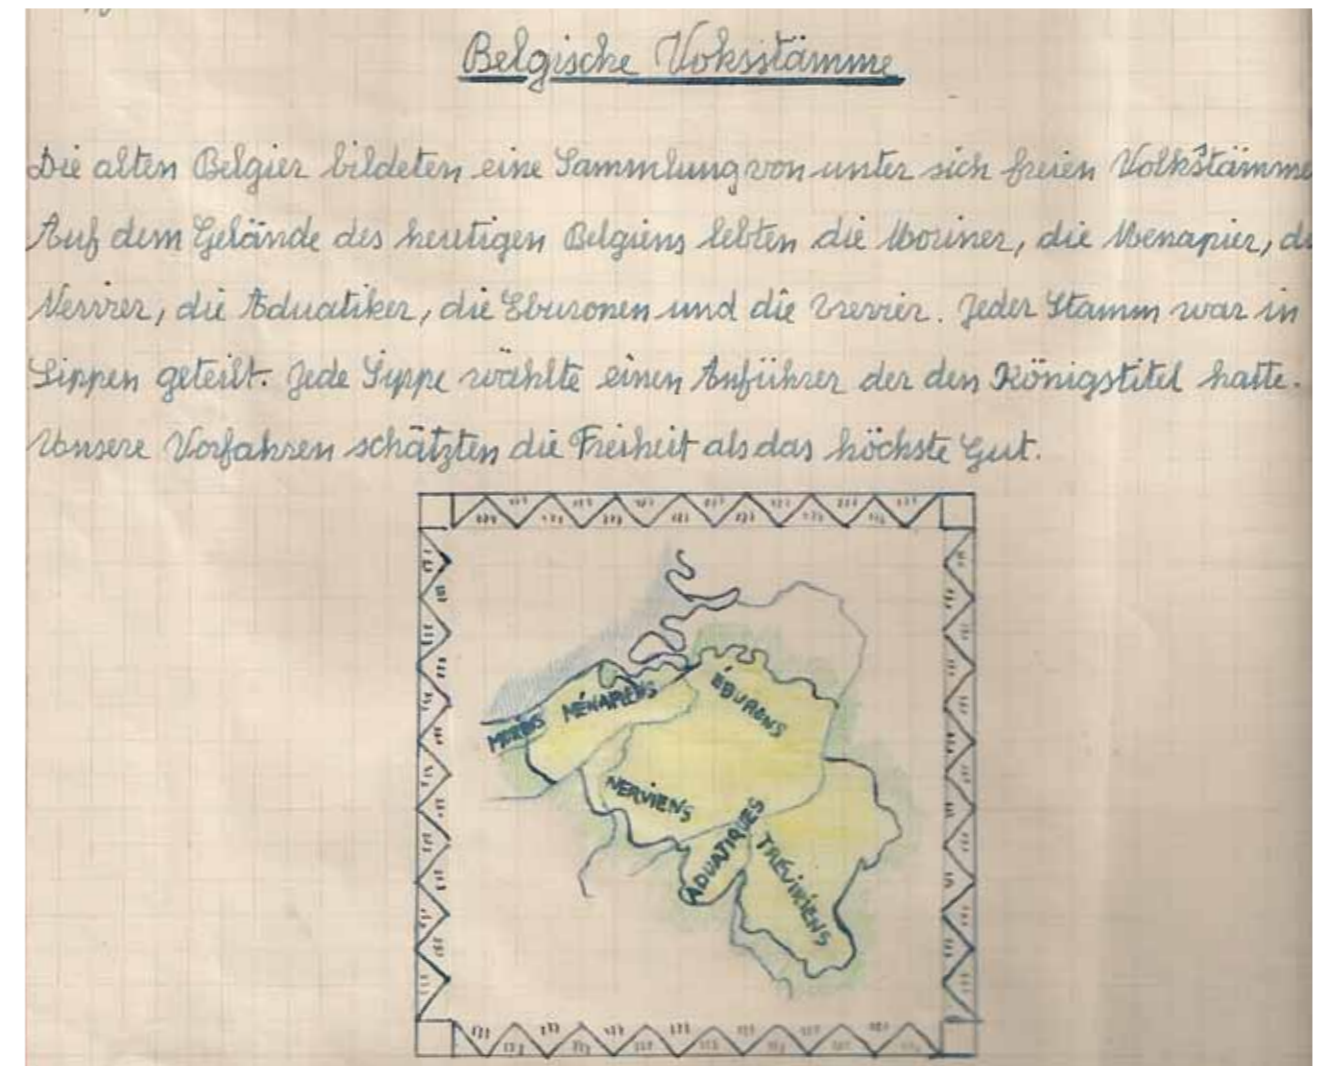 Belgische Voksstämme
Die alten Belgier bildeten eine Sammlung von unter sich freien Volkstämme
Auf dem Gelände des heutigen Belgiens lebten die Moriner, die Menapier, di
Nervier, die Aduatiker, die Eburonen und die Trevier. Jeder Stamm war in
Sippen geteilt. Jede Sippe wählte einen Anführer der den Königstitel hatte.
Unsere Vorfahren schätzten die Freiheit als das höchste Gut.
MORINS MÉNAPIENS
ÉBURONS
NERVIENS
ADUATIQUES
TRÉVIRIENS